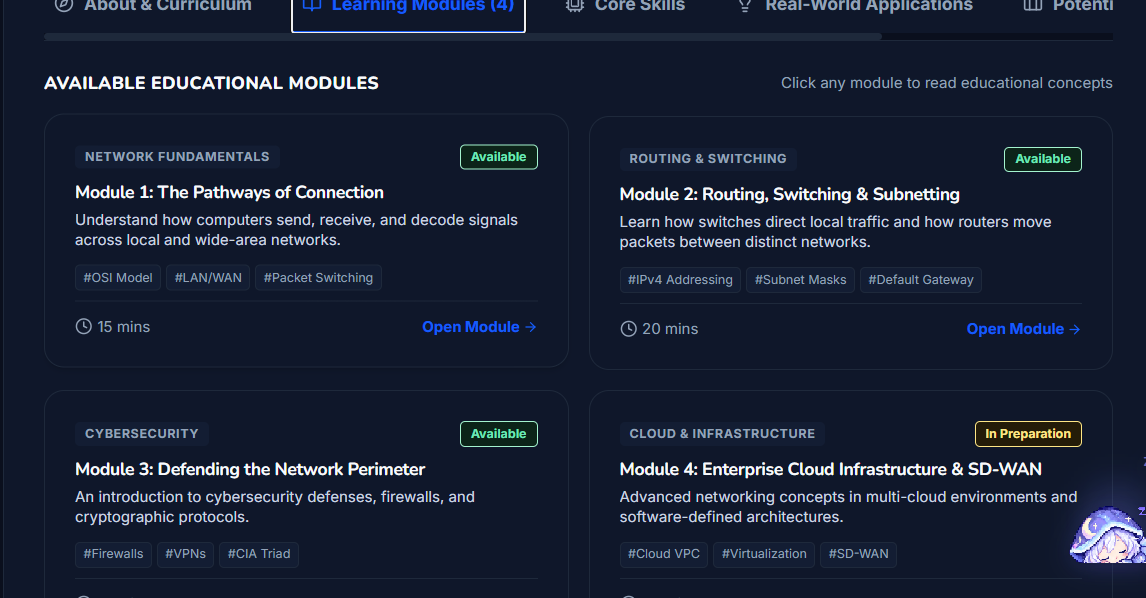 About & Curriculum
Learning Modules (4)
Core Skills
Real-World Applications
Potenti
AVAILABLE EDUCATIONAL MODULES
Click any module to read educational concepts
NETWORK FUNDAMENTALS
Available
Module 1: The Pathways of Connection
Understand how computers send, receive, and decode signals
across local and wide-area networks.
#OSI Model #LAN/WAN #Packet Switching
15 mins
Open Module →
ROUTING & SWITCHING
Available
Module 2: Routing, Switching & Subnetting
Learn how switches direct local traffic and how routers move
packets between distinct networks.
#IPv4 Addressing #Subnet Masks #Default Gateway
20 mins
Open Module →
CYBERSECURITY
Available
Module 3: Defending the Network Perimeter
An introduction to cybersecurity defenses, firewalls, and
cryptographic protocols.
#Firewalls #VPNs #CIA Triad
CLOUD & INFRASTRUCTURE
In Preparation
Module 4: Enterprise Cloud Infrastructure & SD-WAN
Advanced networking concepts in multi-cloud environments and
software-defined architectures.
#Cloud VPC #Virtualization #SD-WAN